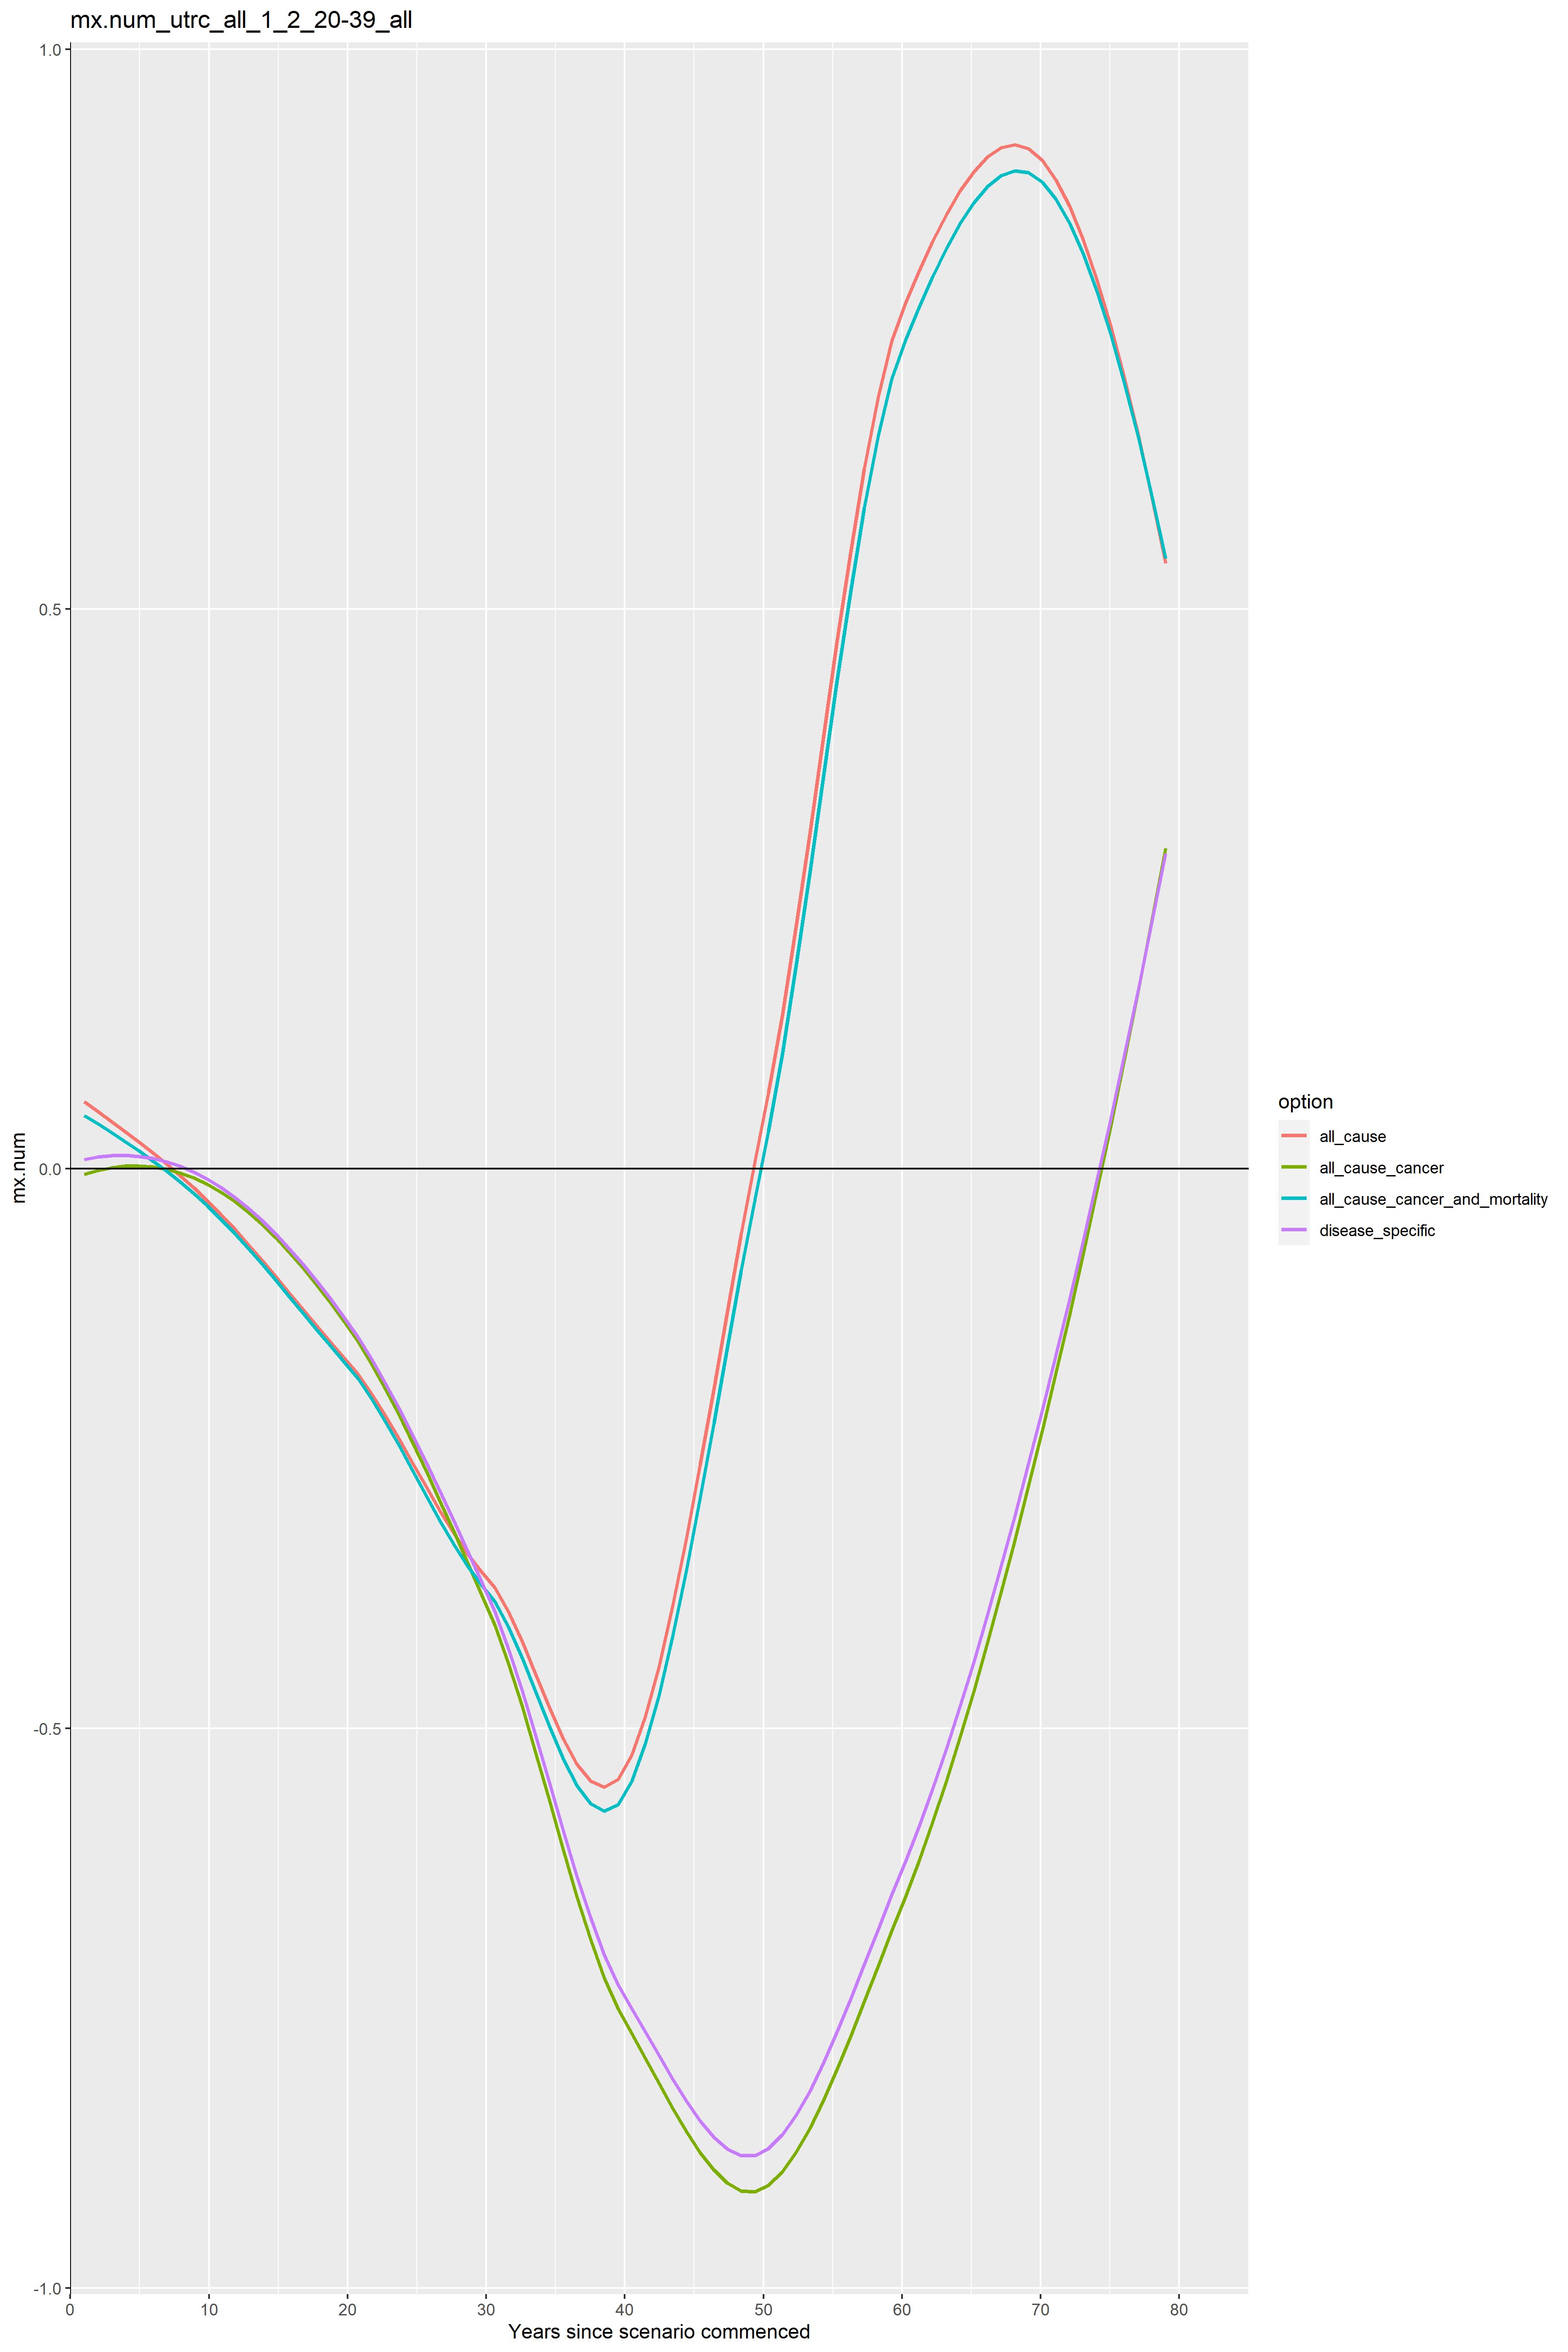 mx.num_utrc_all_1_2_20-39_all
1.0
0.5
0.0
-0.5
-1.0
mx.num
0 10 20 30 40 50 60 70 80
Years since scenario commenced
option
all_cause
all_cause_cancer
all_cause_cancer_and_mortality
disease_specific